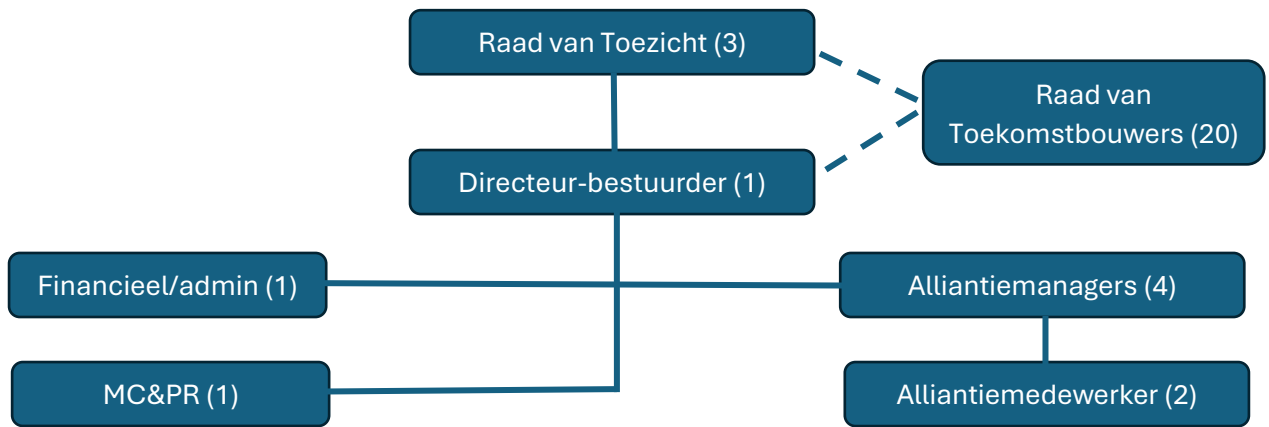 Raad van Toezicht (3)
Raad van
Toekomstbouwers (20)
Directeur-bestuurder (1)
Financieel/admin (1)
Alliantiemanagers (4)
MC&PR (1)
Alliantiemedewerker (2)